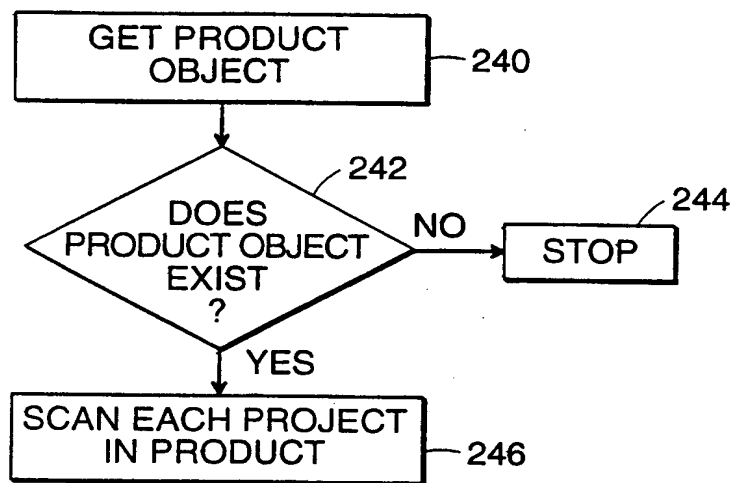 GET PRODUCT
OBJECT
240
242
DOES
PRODUCT OBJECT
EXIST
?
NO
244
STOP
YES
SCAN EACH PROJECT
IN PRODUCT
246